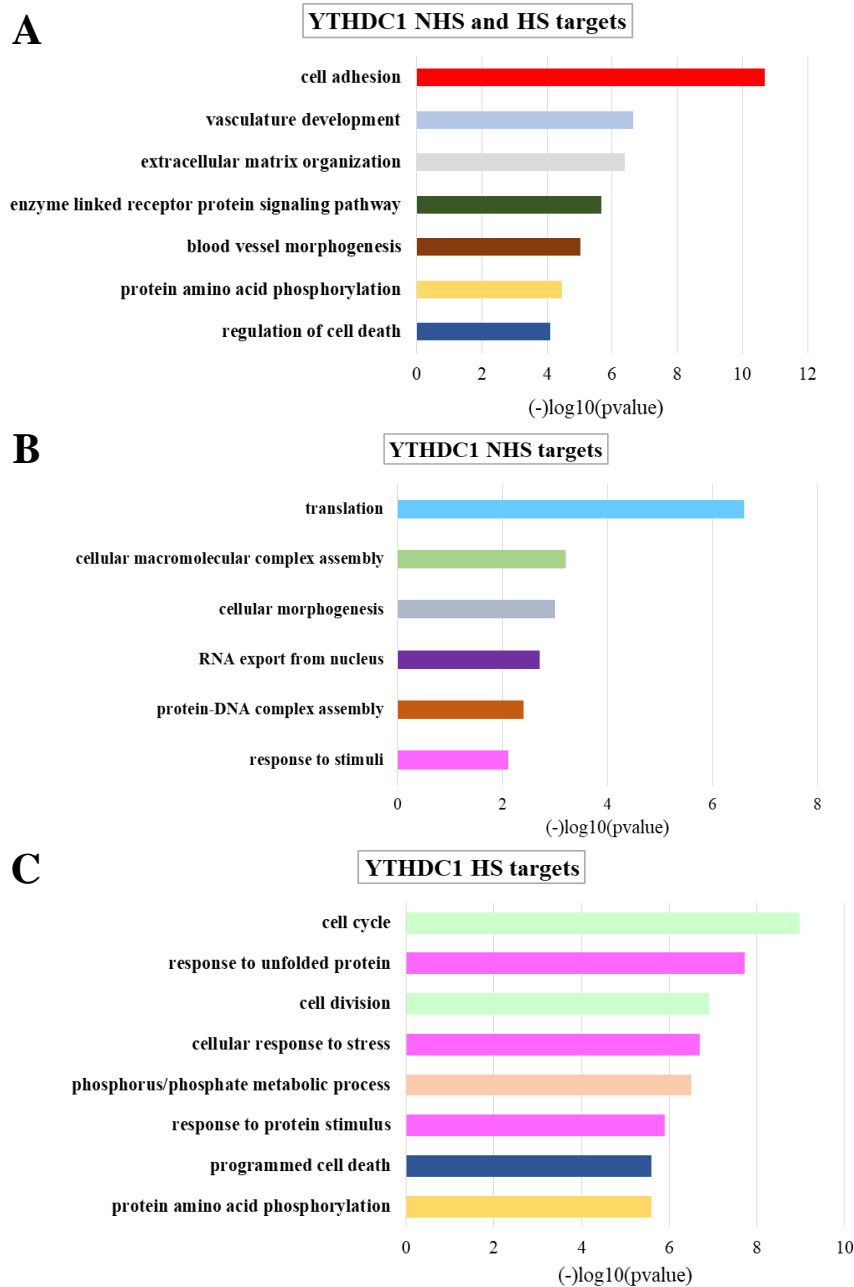 A
YTHDC1 NHS and HS targets
cell adhesion
vasculature development
extracellular matrix organization
enzyme linked receptor protein signaling pathway
blood vessel morphogenesis
protein amino acid phosphorylation
regulation of cell death
0 2 4 6 8 10 12
(-)log10(pvalue)
B
YTHDC1 NHS targets
translation
cellular macromolecular complex assembly
cellular morphogenesis
RNA export from nucleus
protein-DNA complex assembly
response to stimuli
0 2 4 6 8
(-)log10(pvalue)
C
YTHDC1 HS targets
cell cycle
response to unfolded protein
cell division
cellular response to stress
phosphorus/phosphate metabolic process
response to protein stimulus
programmed cell death
protein amino acid phosphorylation
0 2 4 6 8 10
(-)log10(pvalue)